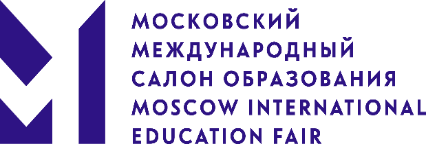 МОСКОВСКИЙ
МЕЖДУНАРОДНЫЙ
САЛОН ОБРАЗОВАНИЯ
MOSCOW INTERNATIONAL
EDUCATION FAIR